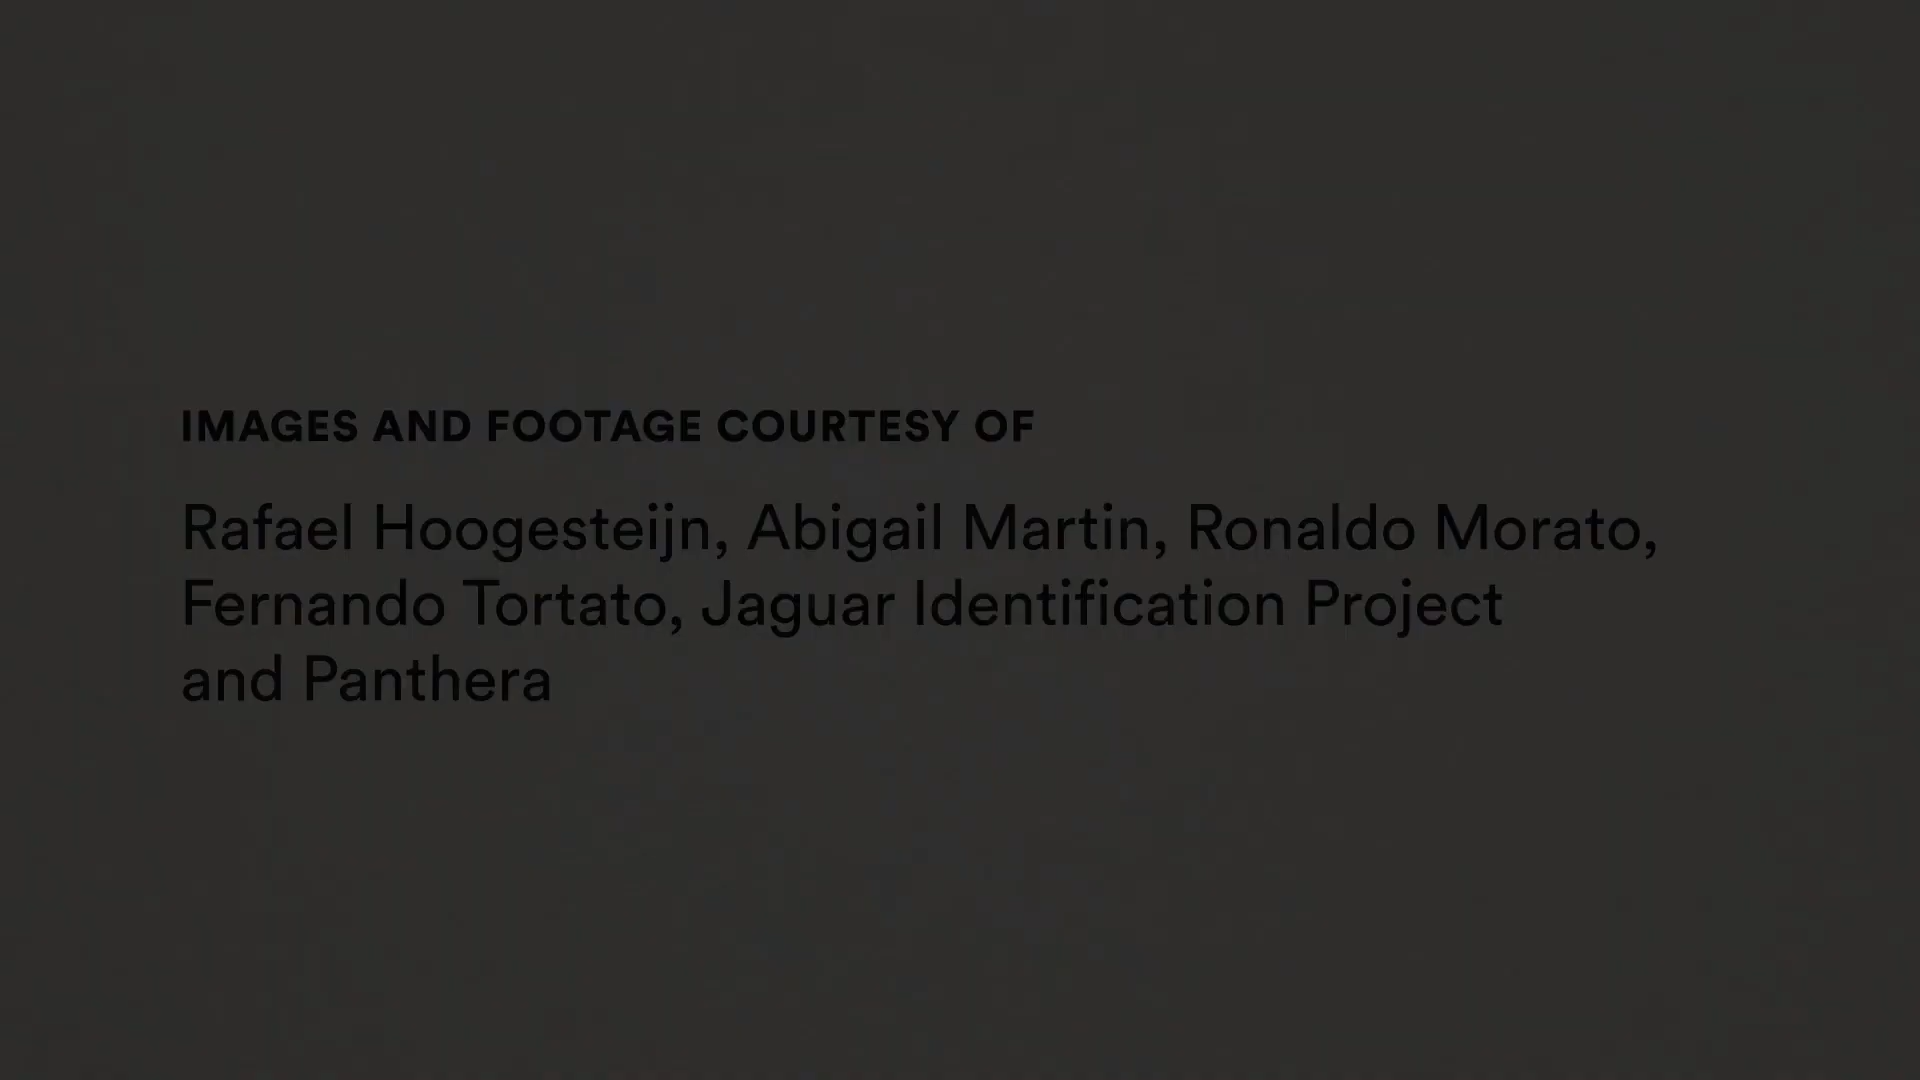 IMAGES AND FOOTAGE COURTESY OF
Rafael Hoogesteijn, Abigail Martin, Ronaldo Morato,
Fernando Tortato, Jaguar Identification Project
and Panthera